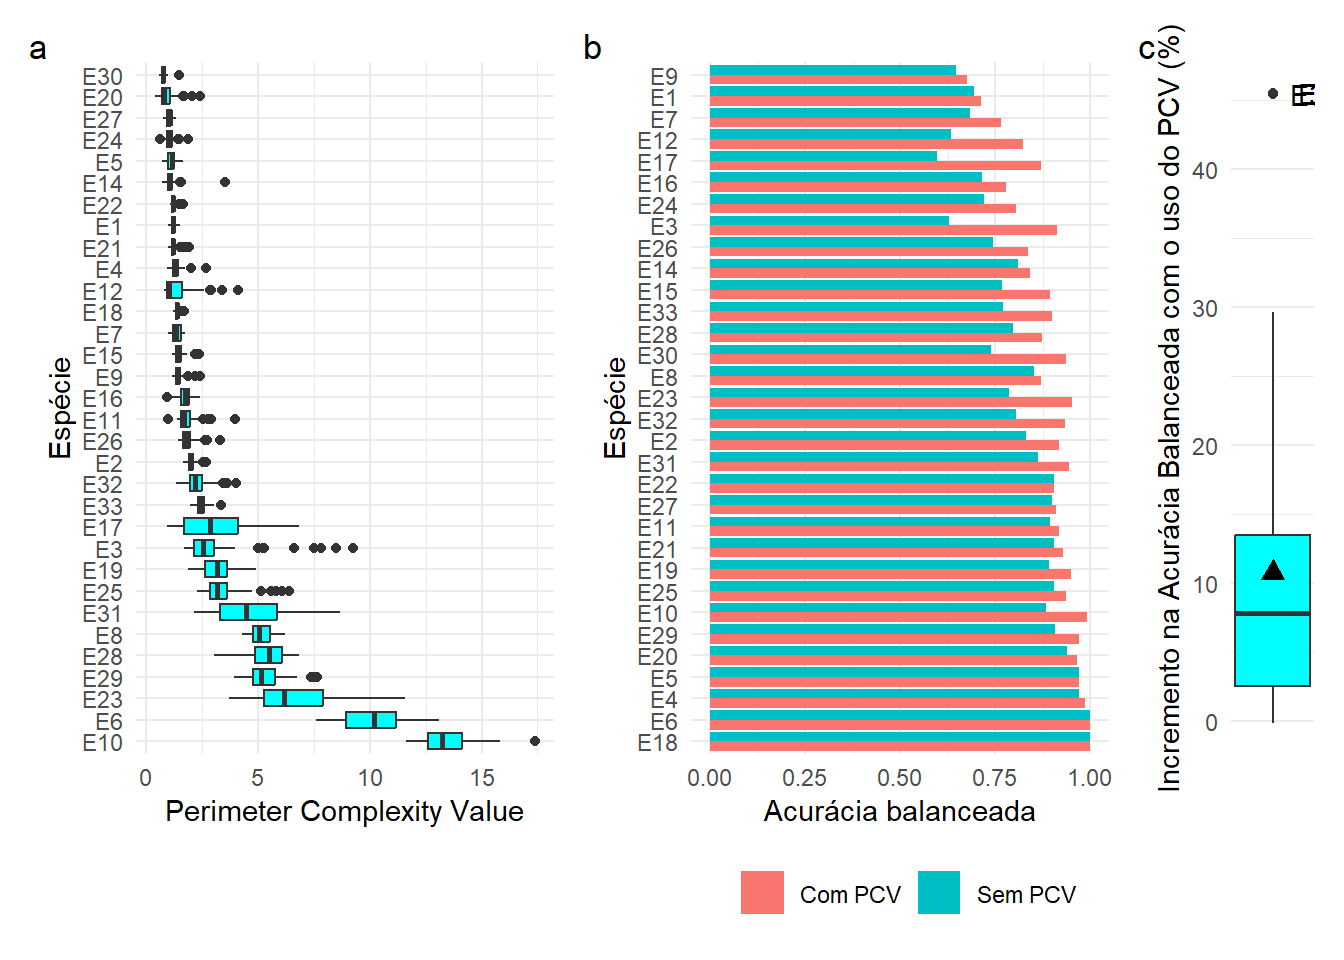 a
E30
E20
E27
E24
E5
E14
E22
E1
E21
E4
E12
E18
E7
E15
E9
E16
E11
E26
E2
E32
E33
E17
E3
E19
E25
E31
E8
E28
E29
E23
E6
E10
Espécie
0 5 10 15
Perimeter Complexity Value
b
E9
E1
E7
E12
E17
E16
E24
E3
E26
E14
E15
E33
E28
E30
E8
E23
E32
E2
E31
E22
E27
E11
E21
E19
E25
E10
E29
E20
E5
E4
E6
E18
Espécie
0.00 0.25 0.50 0.75 1.00
Acurácia balanceada
Com PCV Sem PCV
c
Incremento na Acurácia Balanceada com o uso do PCV (%)
40
30
20
10
0